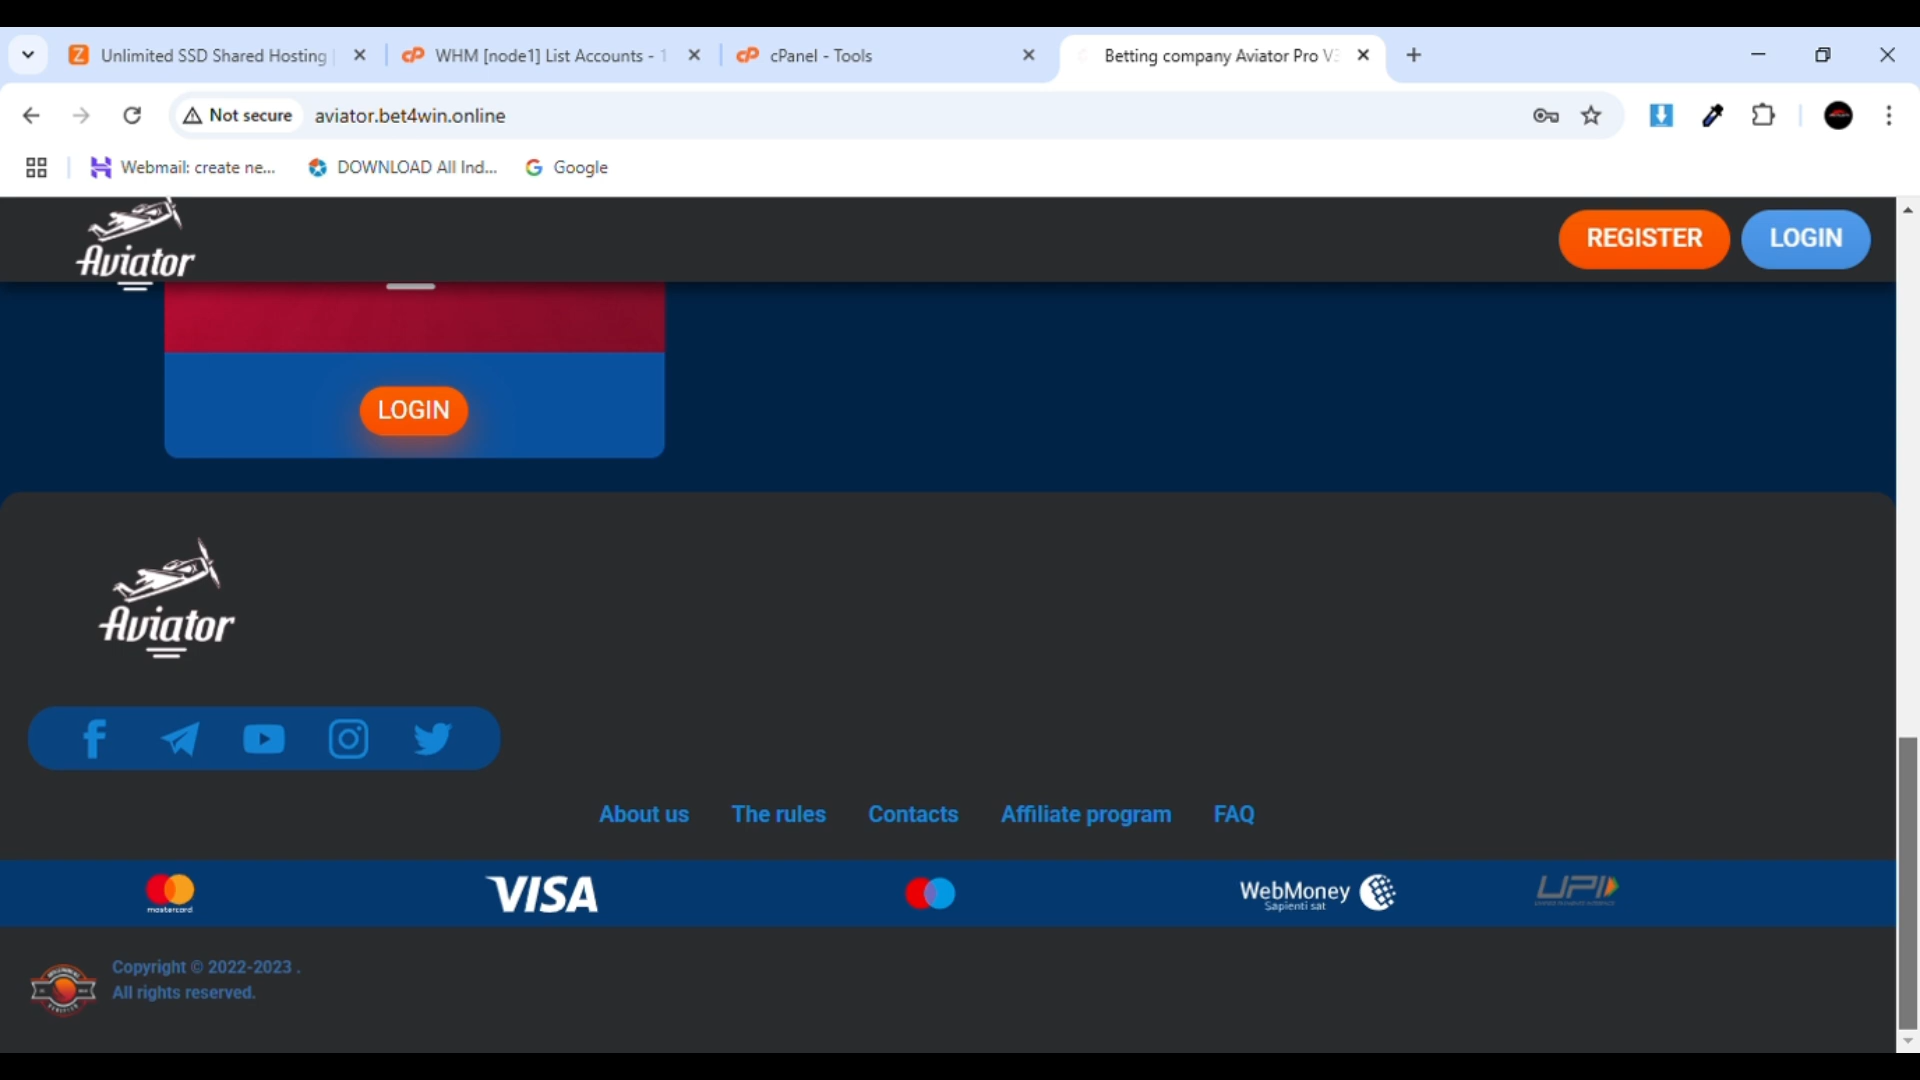 Unlimited SSD Shared Hosting
WHM [node1] List Accounts - 1
cPanel - Tools
Betting company Aviator Pro V3
Not secure
aviator.bet4win.online
Webmail: create ne...
DOWNLOAD All Ind...
Google
Aviator
REGISTER
LOGIN
LOGIN
Aviator
About us
The rules
Contacts
Affiliate program
FAQ
mastercard
VISA
WebMoney
Sapienti sat
UPI
Copyright © 2022-2023 .
All rights reserved.